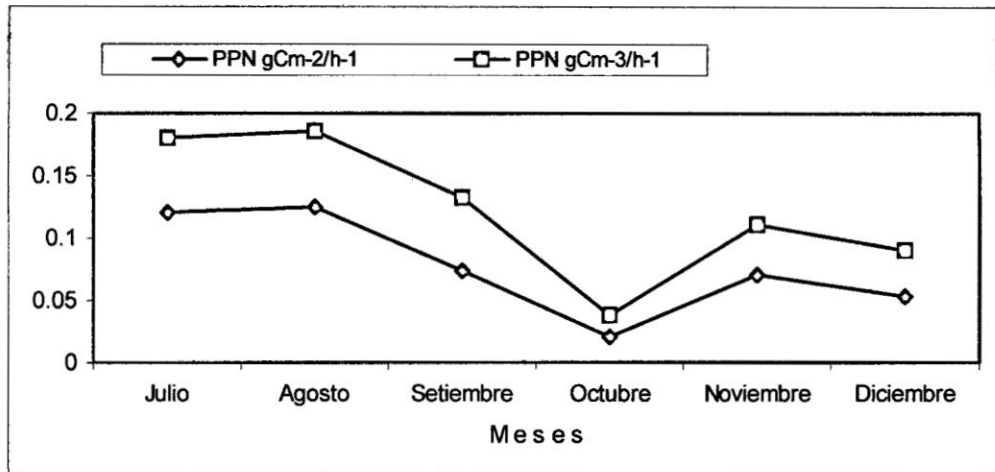 PPN gCm-2/h-1 PPN gCm-3/h-1
0.2
0.15
0.1
0.05
0
Julio Agosto Setiembre Octubre Noviembre Diciembre
Meses